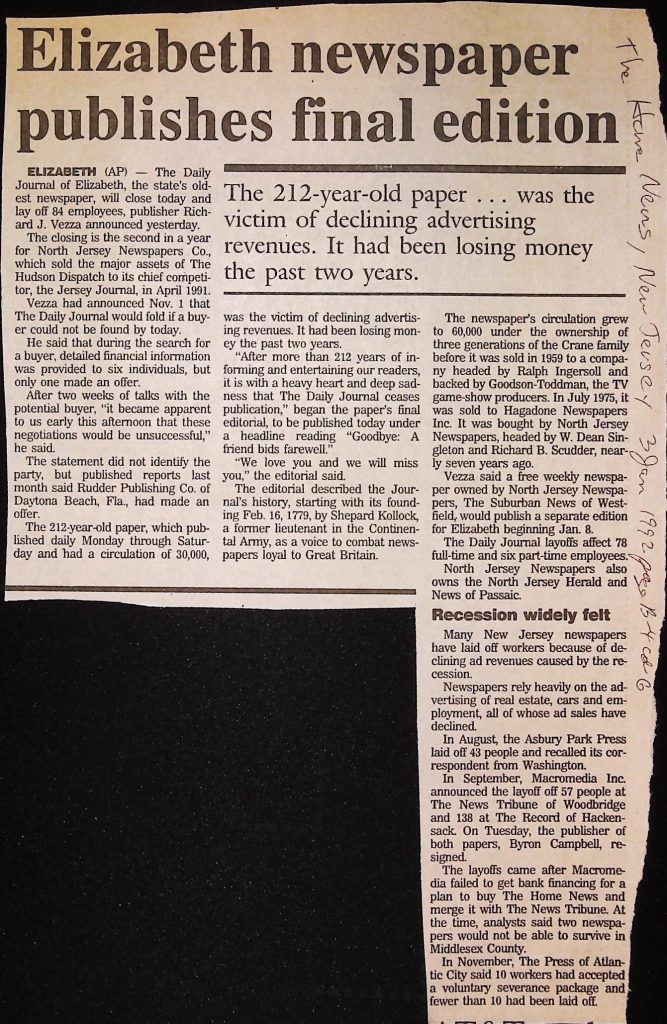 Elizabeth newspaper
publishes final edition
ELIZABETH (AP) — The Daily
Journal of Elizabeth, the state's old-
est newspaper, will close today and
lay off 84 employees, publisher Rich-
ard J. Vezza announced yesterday.
The closing is the second in a year
for North Jersey Newspapers Co.,
which sold the major assets of The
Hudson Dispatch to its chief competi-
tor, the Jersey Journal, in April 1991.
Vezza had announced Nov. 1 that
The Daily Journal would fold if a buy-
er could not be found by today.
He said that during the search for
a buyer, detailed financial information
was provided to six individuals, but
only one made an offer.
After two weeks of talks with the
potential buyer, "it became apparent
to us early this afternoon that these
negotiations would be unsuccessful,"
he said.
The statement did not identify the
party, but published reports last
month said Rudder Publishing Co. of
Daytona Beach, Fla., had made an
offer.
The 212-year-old paper, which pub-
lished daily Monday through Satur-
day and had a circulation of 30,000,
The 212-year-old paper . . . was the
victim of declining advertising
revenues. It had been losing money
the past two years.
was the victim of declining advertis-
ing revenues. It had been losing mon-
ey the past two years.
"After more than 212 years of in-
forming and entertaining our readers,
it is with a heavy heart and deep sad-
ness that The Daily Journal ceases
publication," began the paper's final
editorial, to be published today under
a headline reading "Goodbye: A
friend bids farewell."
"We love you and we will miss
you," the editorial said.
The editorial described the Jour-
nal's history, starting with its found-
ing Feb. 16, 1779, by Shepard Kollock,
a former lieutenant in the Continen-
tal Army, as a voice to combat news-
papers loyal to Great Britain.
The newspaper's circulation grew
to 60,000 under the ownership of
three generations of the Crane family
before it was sold in 1959 to a compa-
ny headed by Ralph Ingersoll and
backed by Goodson-Toddman, the TV
game-show producers. In July 1975, it
was sold to Hagadone Newspapers
Inc. It was bought by North Jersey
Newspapers, headed by W. Dean Sin-
gleton and Richard B. Scudder, near-
ly seven years ago.
Vezza said a free weekly newspa-
per owned by North Jersey Newspa-
pers, The Suburban News of West-
field, would publish a separate edition
for Elizabeth beginning Jan. 8.
The Daily Journal layoffs affect 78
full-time and six part-time employees.
North Jersey Newspapers also
owns the North Jersey Herald and
News of Passaic.
Recession widely felt
Many New Jersey newspapers
have laid off workers because of de-
clining ad revenues caused by the re-
cession.
Newspapers rely heavily on the ad-
vertising of real estate, cars and em-
ployment, all of whose ad sales have
declined.
In August, the Asbury Park Press
laid off 43 people and recalled its cor-
respondent from Washington.
In September, Macromedia Inc.
announced the layoff off 57 people at
The News Tribune of Woodbridge
and 138 at The Record of Hacken-
sack. On Tuesday, the publisher of
both papers, Byron Campbell, re-
signed.
The layoffs came after Macrome-
dia failed to get bank financing for a
plan to buy The Home News and
merge it with The News Tribune. At
the time, analysts said two newspa-
pers would not be able to survive in
Middlesex County.
In November, The Press of Atlan-
tic City said 10 workers had accepted
a voluntary severance package and
fewer than 10 had been laid off.
The Home News, New Jersey 3 Jan 1992 page B-4 col 6